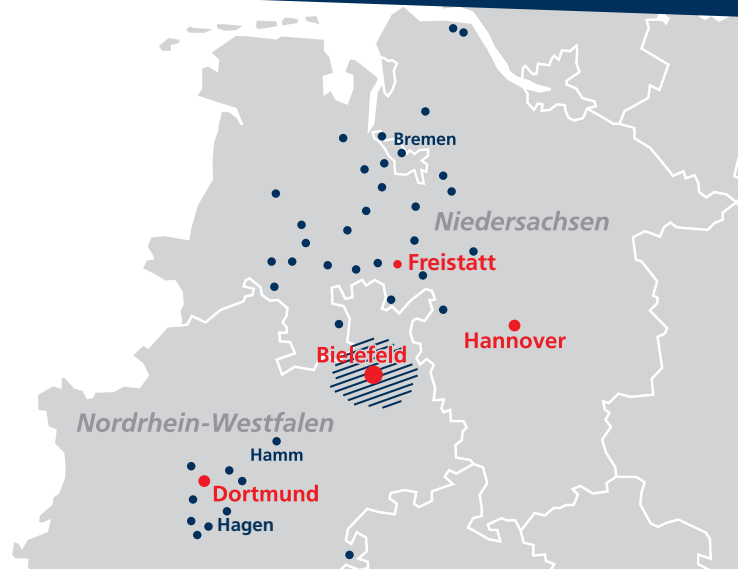 Bremen
Niedersachsen
Freistatt
Hannover
Bielefeld
Nordrhein-Westfalen
Hamm
Dortmund
Hagen